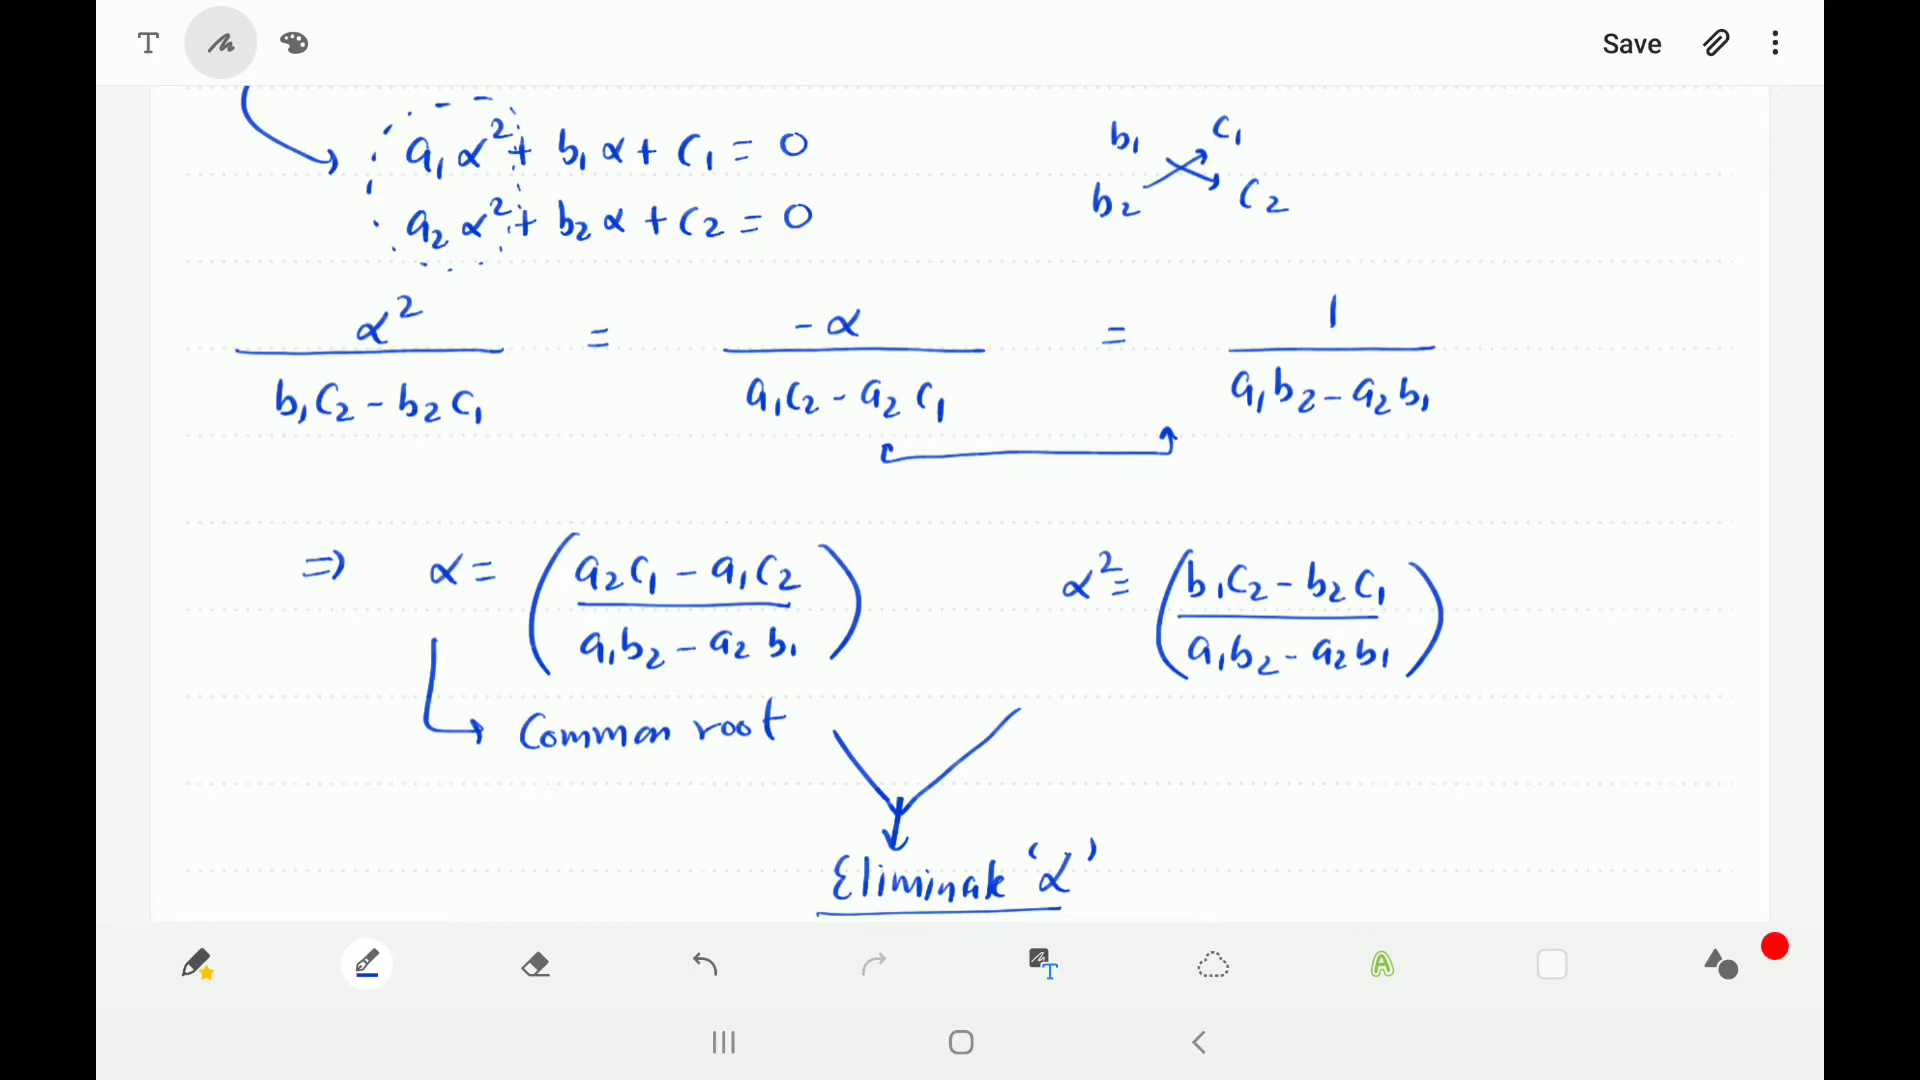 T Save
a₁α² + b₁α + c₁ = 0
a₂α² + b₂α + c₂ = 0
b₁ c₁
b₂ c₂
α² / (b₁c₂ - b₂c₁) = -α / (a₁c₂ - a₂c₁) = 1 / (a₁b₂ - a₂b₁)
⇒ α = ((a₂c₁ - a₁c₂) / (a₁b₂ - a₂b₁)) α² = ((b₁c₂ - b₂c₁) / (a₁b₂ - a₂b₁))
Common root
Eliminate 'α'